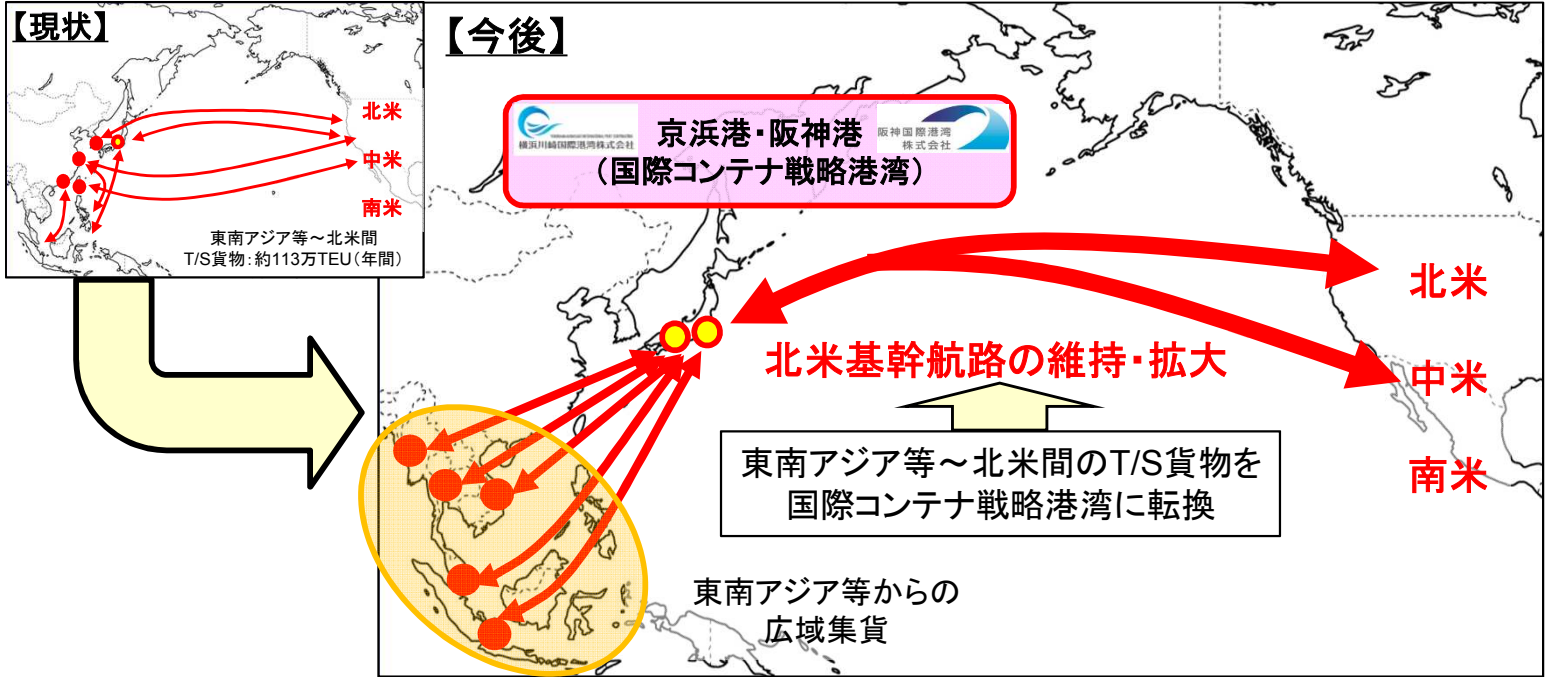 【現状】
北米
中米
南米
東南アジア等～北米間
T/S貨物：約113万TEU（年間）
【今後】
横浜川崎国際港湾株式会社
京浜港・阪神港
（国際コンテナ戦略港湾）
阪神国際港湾
株式会社
北米
中米
南米
北米基幹航路の維持・拡大
東南アジア等～北米間のT/S貨物を
国際コンテナ戦略港湾に転換
東南アジア等からの
広域集貨